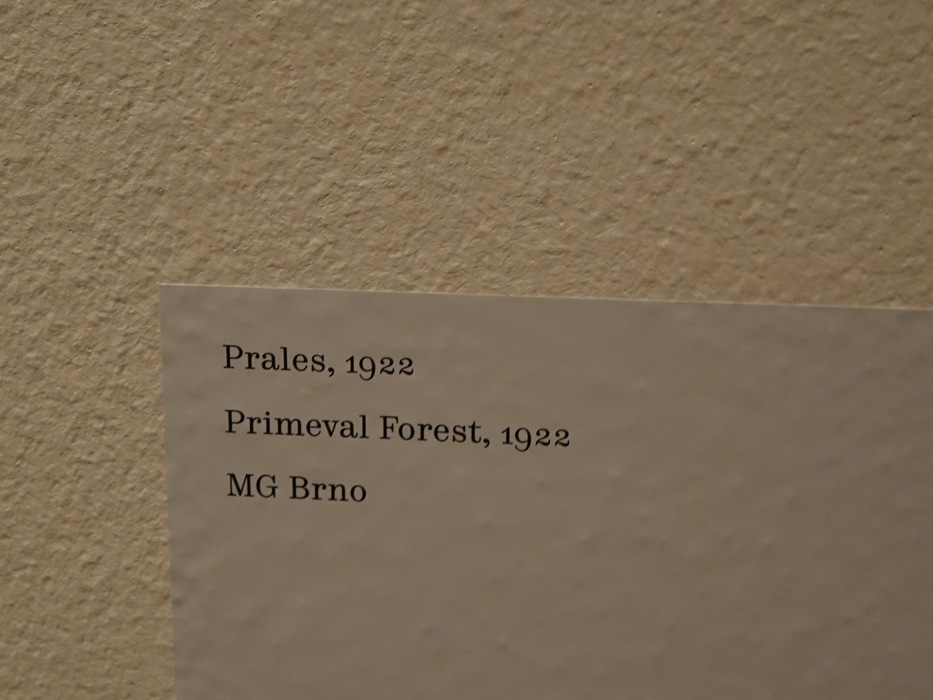 Prales, 1922
Primeval Forest, 1922
MG Brno